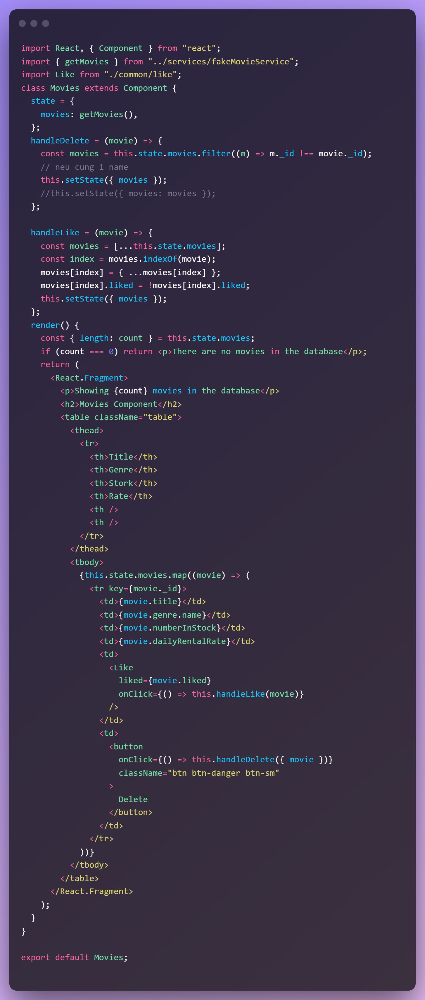 import React, { Component } from "react";
import { getMovies } from "../services/fakeMovieService";
import Like from "./common/like";
class Movies extends Component {
  state = {
    movies: getMovies(),
  };
  handleDelete = (movie) => {
    const movies = this.state.movies.filter((m) => m._id !== movie._id);
    // neu cung 1 name
    this.setState({ movies });
    //this.setState({ movies: movies });
  };

  handleLike = (movie) => {
    const movies = [...this.state.movies];
    const index = movies.indexOf(movie);
    movies[index] = { ...movies[index] };
    movies[index].liked = !movies[index].liked;
    this.setState({ movies });
  };
  render() {
    const { length: count } = this.state.movies;
    if (count === 0) return <p>There are no movies in the database</p>;
    return (
      <React.Fragment>
        <p>Showing {count} movies in the database</p>
        <h2>Movies Component</h2>
        <table className="table">
          <thead>
            <tr>
              <th>Title</th>
              <th>Genre</th>
              <th>Stork</th>
              <th>Rate</th>
              <th />
              <th />
            </tr>
          </thead>
          <tbody>
            {this.state.movies.map((movie) => (
              <tr key={movie._id}>
                <td>{movie.title}</td>
                <td>{movie.genre.name}</td>
                <td>{movie.numberInStock}</td>
                <td>{movie.dailyRentalRate}</td>
                <td>
                  <Like
                    liked={movie.liked}
                    onClick={() => this.handleLike(movie)}
                  />
                </td>
                <td>
                  <button
                    onClick={() => this.handleDelete({ movie })}
                    className="btn btn-danger btn-sm"
                  >
                    Delete
                  </button>
                </td>
              </tr>
            ))}
          </tbody>
        </table>
      </React.Fragment>
    );
  }
}

export default Movies;